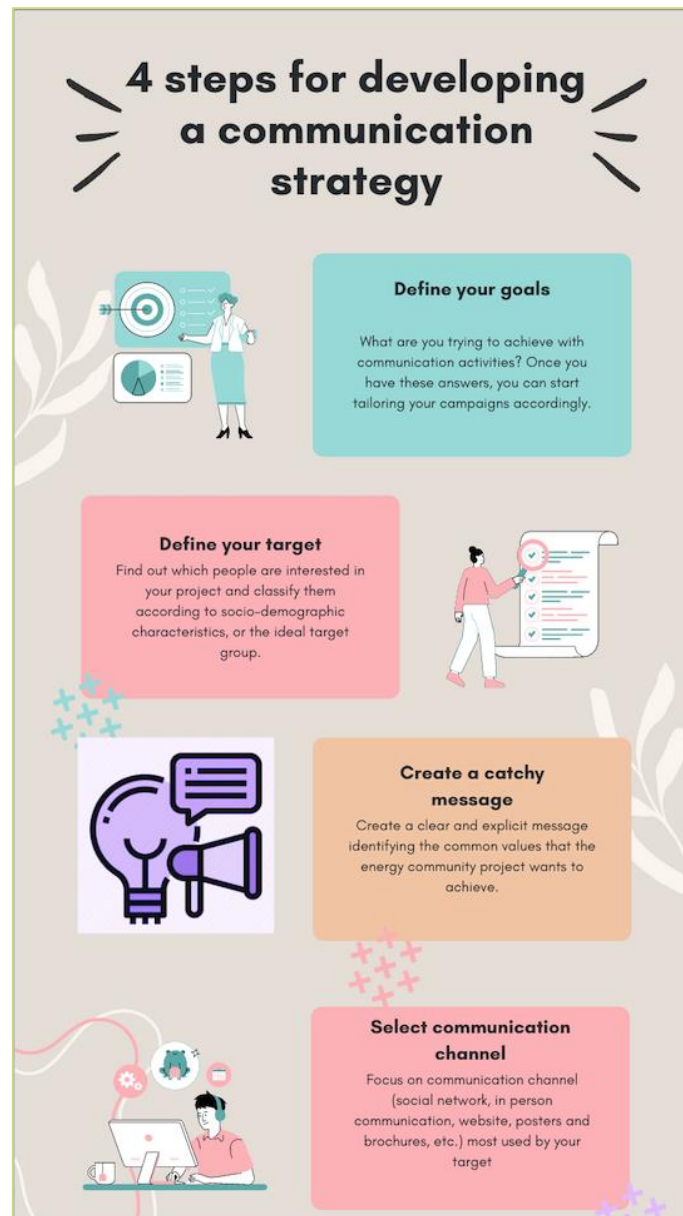 4 steps for developing
a communication
strategy
Define your goals
What are you trying to achieve with
communication activities? Once you
have these answers, you can start
tailoring your campaigns accordingly.
Define your target
Find out which people are interested in
your project and classify them
according to socio-demographic
characteristics, or the ideal target
group.
Create a catchy
message
Create a clear and explicit message
identifying the common values that the
energy community project wants to
achieve.
Select communication
channel
Focus on communication channel
(social network, in person
communication, website, posters and
brochures, etc.) most used by your
target